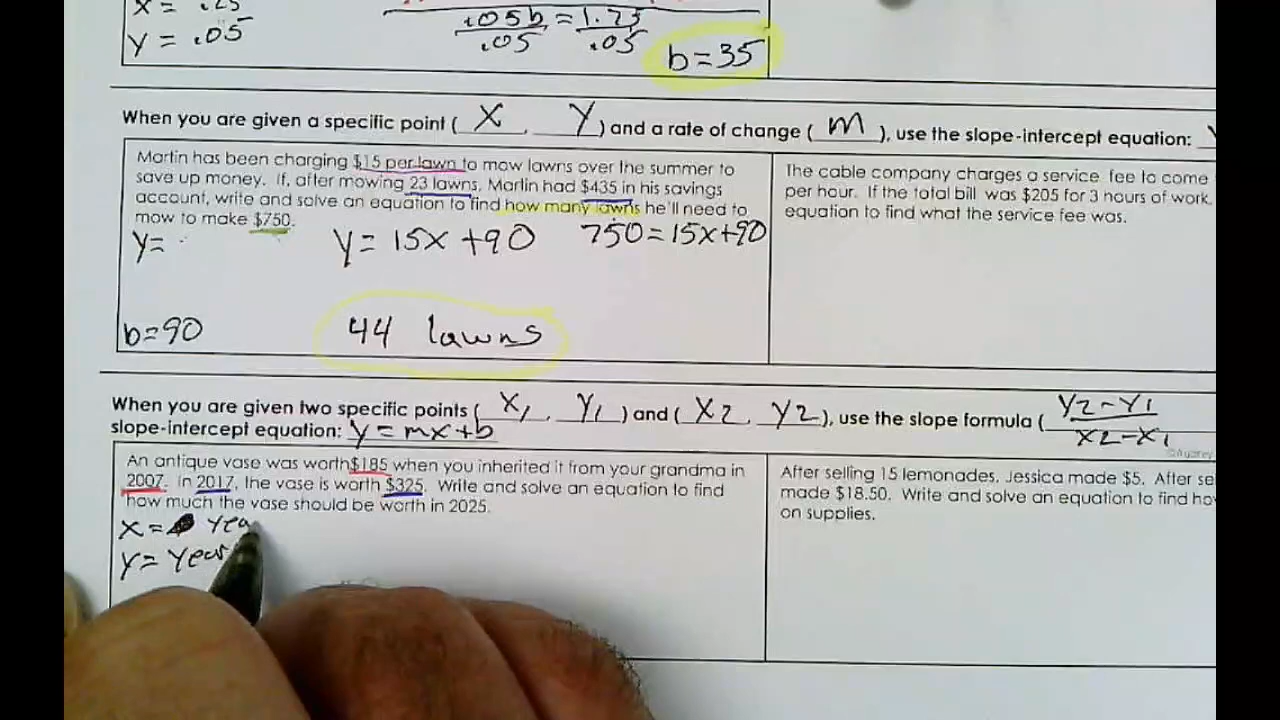 x = .25
y = .05
.05b = 1.75
.05 .05
b = 35
When you are given a specific point ( x , y ) and a rate of change ( m ), use the slope-intercept equation:
Martin has been charging $15 per lawn to mow lawns over the summer to
save up money. If, after mowing 23 lawns, Martin had $435 in his savings
account, write and solve an equation to find how many lawns he'll need to
mow to make $750.
y =
y = 15x + 90
750 = 15x + 90
b = 90
44 lawns
The cable company charges a service fee to come
per hour. If the total bill was $205 for 3 hours of work,
equation to find what the service fee was.
When you are given two specific points ( x1, y1 ) and ( x2, y2 ), use the slope formula ( y2 - y1
x2 - x1
slope-intercept equation: y = mx + b
An antique vase was worth $185 when you inherited it from your grandma in
2007. In 2017, the vase is worth $325. Write and solve an equation to find
how much the vase should be worth in 2025.
x = yea
y = Year
After selling 15 lemonades, Jessica made $5. After se
made $18.50. Write and solve an equation to find ho
on supplies.